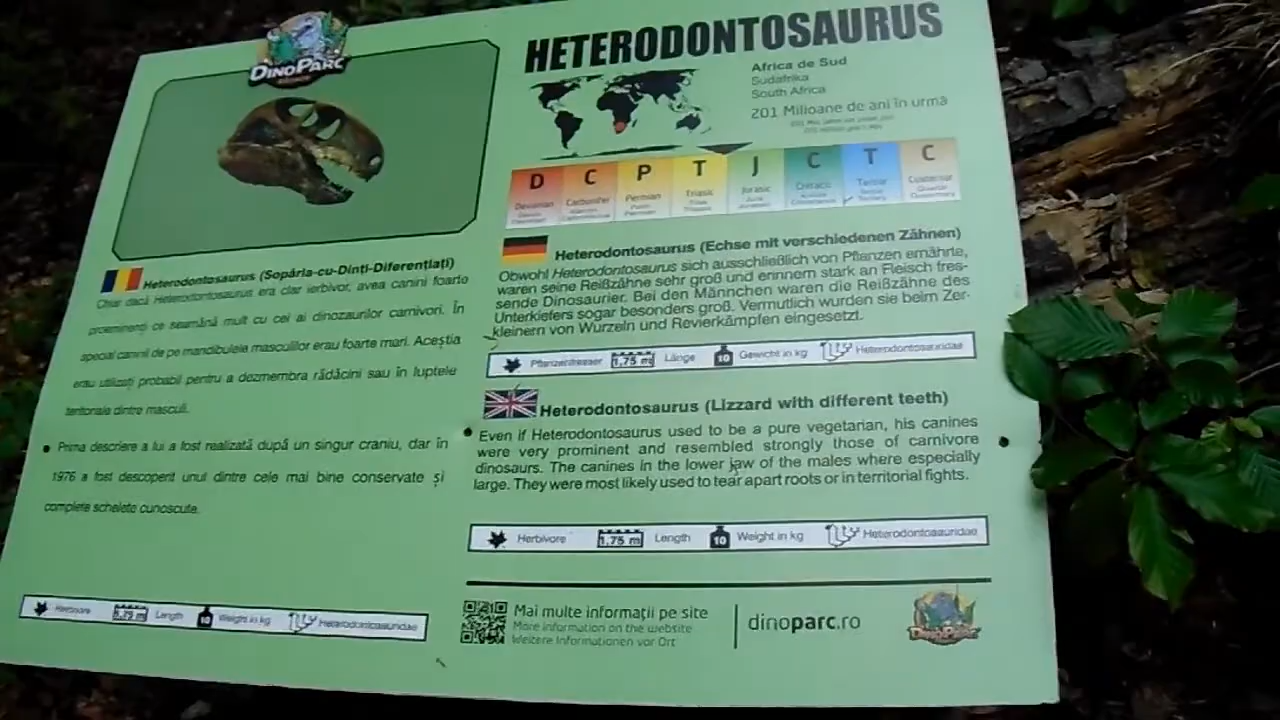 DINOPARC
HETERODONTOSAURUS
Africa de Sud
Südafrika
South Africa
201 Milioane de ani în urmă
D C P T J C T C
Devonian Carbonifer Permian Triasic Jurasic Cretacic Terțiar Cuaternar
Heterodontosaurus (Șopârla-cu-Dinți-Diferențiați)
Chiar dacă Heterodontosaurus era clar ierbivor, avea canini foarte
proeminenți ce seamănă mult cu cei ai dinozaurilor carnivori. În
special caninii de pe mandibulele masculilor erau foarte mari. Aceștia
erau utilizați probabil pentru a dezmembra rădăcini sau în luptele
teritoriale dintre masculi.
Prima descriere a lui a fost realizată după un singur craniu, dar în
1976 a fost descoperit unul dintre cele mai bine conservate și
complete schelete cunoscute.
Herbivore Length 10 Weight in kg Heterodontosauridae
Heterodontosaurus (Echse mit verschiedenen Zähnen)
Obwohl Heterodontosaurus sich ausschließlich von Pflanzen ernährte,
waren seine Reißzähne sehr groß und erinnern stark an Fleisch fres-
sende Dinosaurier. Bei den Männchen waren die Reißzähne des
Unterkiefers sogar besonders groß. Vermutlich wurden sie beim Zer-
kleinern von Wurzeln und Revierkämpfen eingesetzt.
Pflanzenfresser 1,75 m Länge 10 Gewicht in kg Heterodontosauridae
Heterodontosaurus (Lizzard with different teeth)
Even if Heterodontosaurus used to be a pure vegetarian, his canines
were very prominent and resembled strongly those of carnivore
dinosaurs. The canines in the lower jaw of the males where especially
large. They were most likely used to tear apart roots or in territorial fights.
Herbivore 1,75 m Length 10 Weight in kg Heterodontosauridae
Mai multe informații pe site
More information on the website
Weitere Informationen vor Ort
dinoparc.ro
DINOPARC